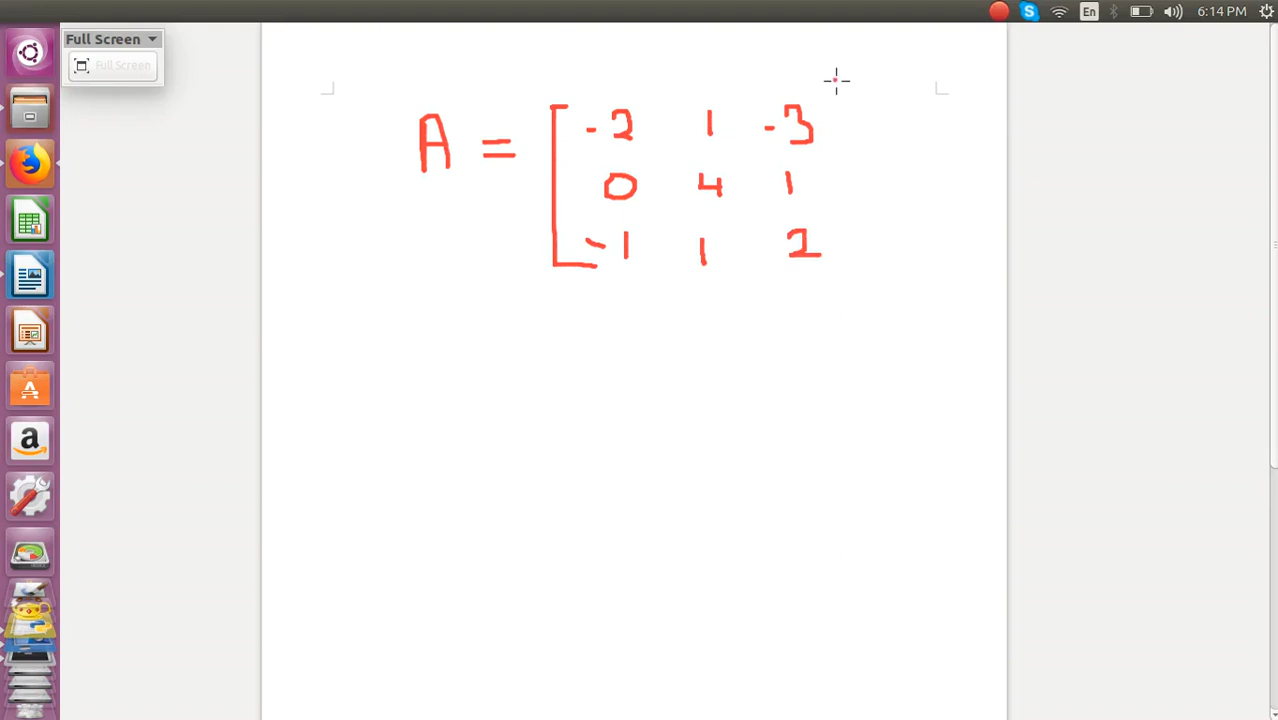 En 6:14 PM
Full Screen
Full Screen
A = [ -2 1 -3
0 4 1
-1 1 2